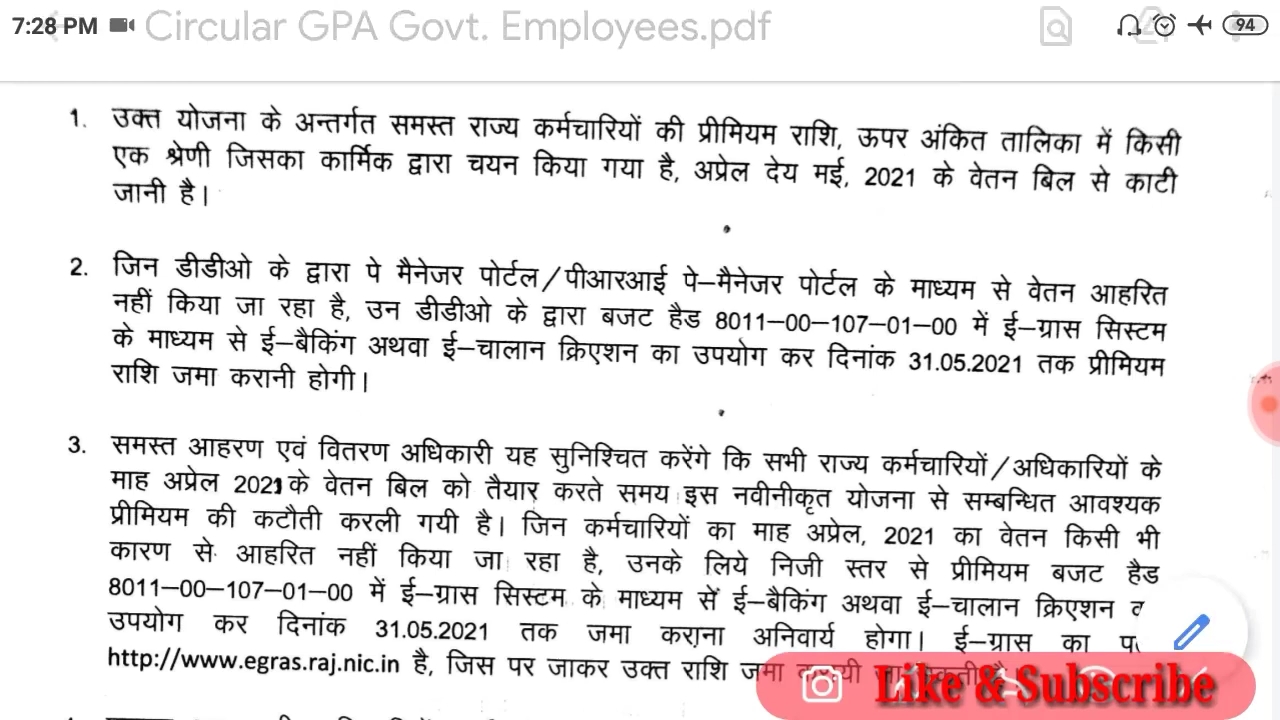 7:28 PM
Circular GPA Govt. Employees.pdf
94
1. उक्त योजना के अन्तर्गत समस्त राज्य कर्मचारियों की प्रीमियम राशि, ऊपर अंकित तालिका में किसी
एक श्रेणी जिसका कार्मिक द्वारा चयन किया गया है, अप्रेल देय मई, 2021 के वेतन बिल से काटी
जानी है।
2. जिन डीडीओ के द्वारा पे मैनेजर पोर्टल/पीआरआई पे–मैनेजर पोर्टल के माध्यम से वेतन आहरित
नहीं किया जा रहा है, उन डीडीओ के द्वारा बजट हैड 8011–00–107–01–00 में ई–ग्रास सिस्टम
के माध्यम से ई–बैकिंग अथवा ई–चालान क्रिएशन का उपयोग कर दिनांक 31.05.2021 तक प्रीमियम
राशि जमा करानी होगी।
3. समस्त आहरण एवं वितरण अधिकारी यह सुनिश्चित करेंगे कि सभी राज्य कर्मचारियों/अधिकारियों के
माह अप्रेल 2021 के वेतन बिल को तैयार करते समय इस नवीनीकृत योजना से सम्बन्धित आवश्यक
प्रीमियम की कटौती करली गयी है। जिन कर्मचारियों का माह अप्रेल, 2021 का वेतन किसी भी
कारण से आहरित नहीं किया जा रहा है, उनके लिये निजी स्तर से प्रीमियम बजट हैड
8011–00–107–01–00 में ई–ग्रास सिस्टम के माध्यम सें ई–बैकिंग अथवा ई–चालान क्रिएशन
उपयोग कर दिनांक 31.05.2021 तक जमा कराना अनिवार्य होगा। ई–ग्रास का
http://www.egras.raj.nic.in है, जिस पर जाकर उक्त राशि जमा
Like & Subscribe